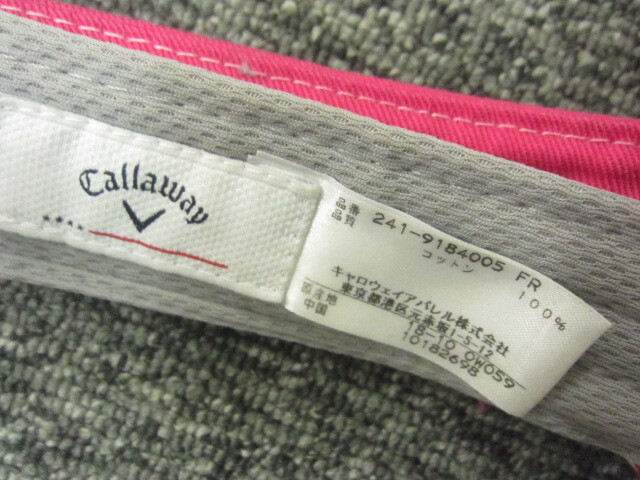 Callaway
品番 241-9184005 FR
品質 コットン 100%
キャロウェイアパレル株式会社
東京都港区元赤坂1-5-12
原産地 18-10 0W059
中国 10182698